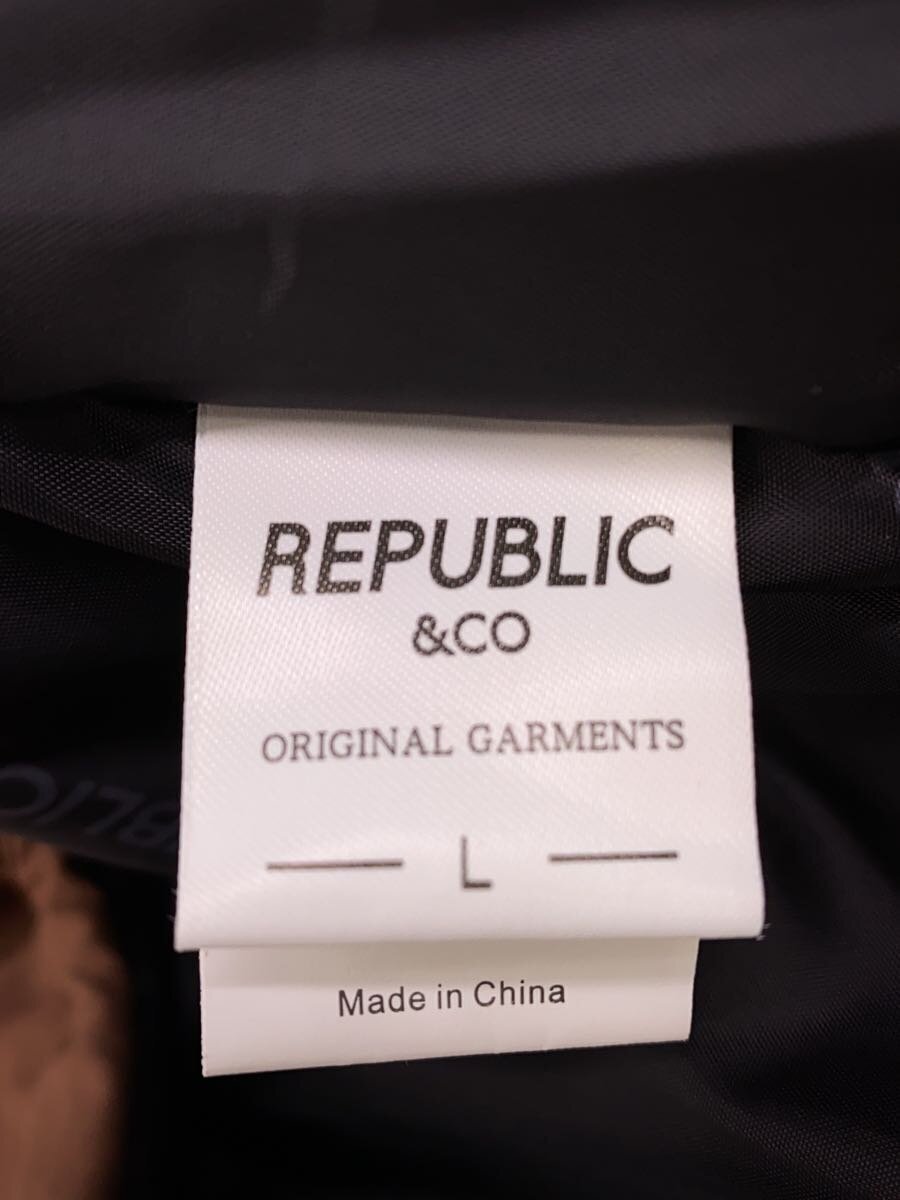 REPUBLIC
&CO
ORIGINAL GARMENTS
L
Made in China